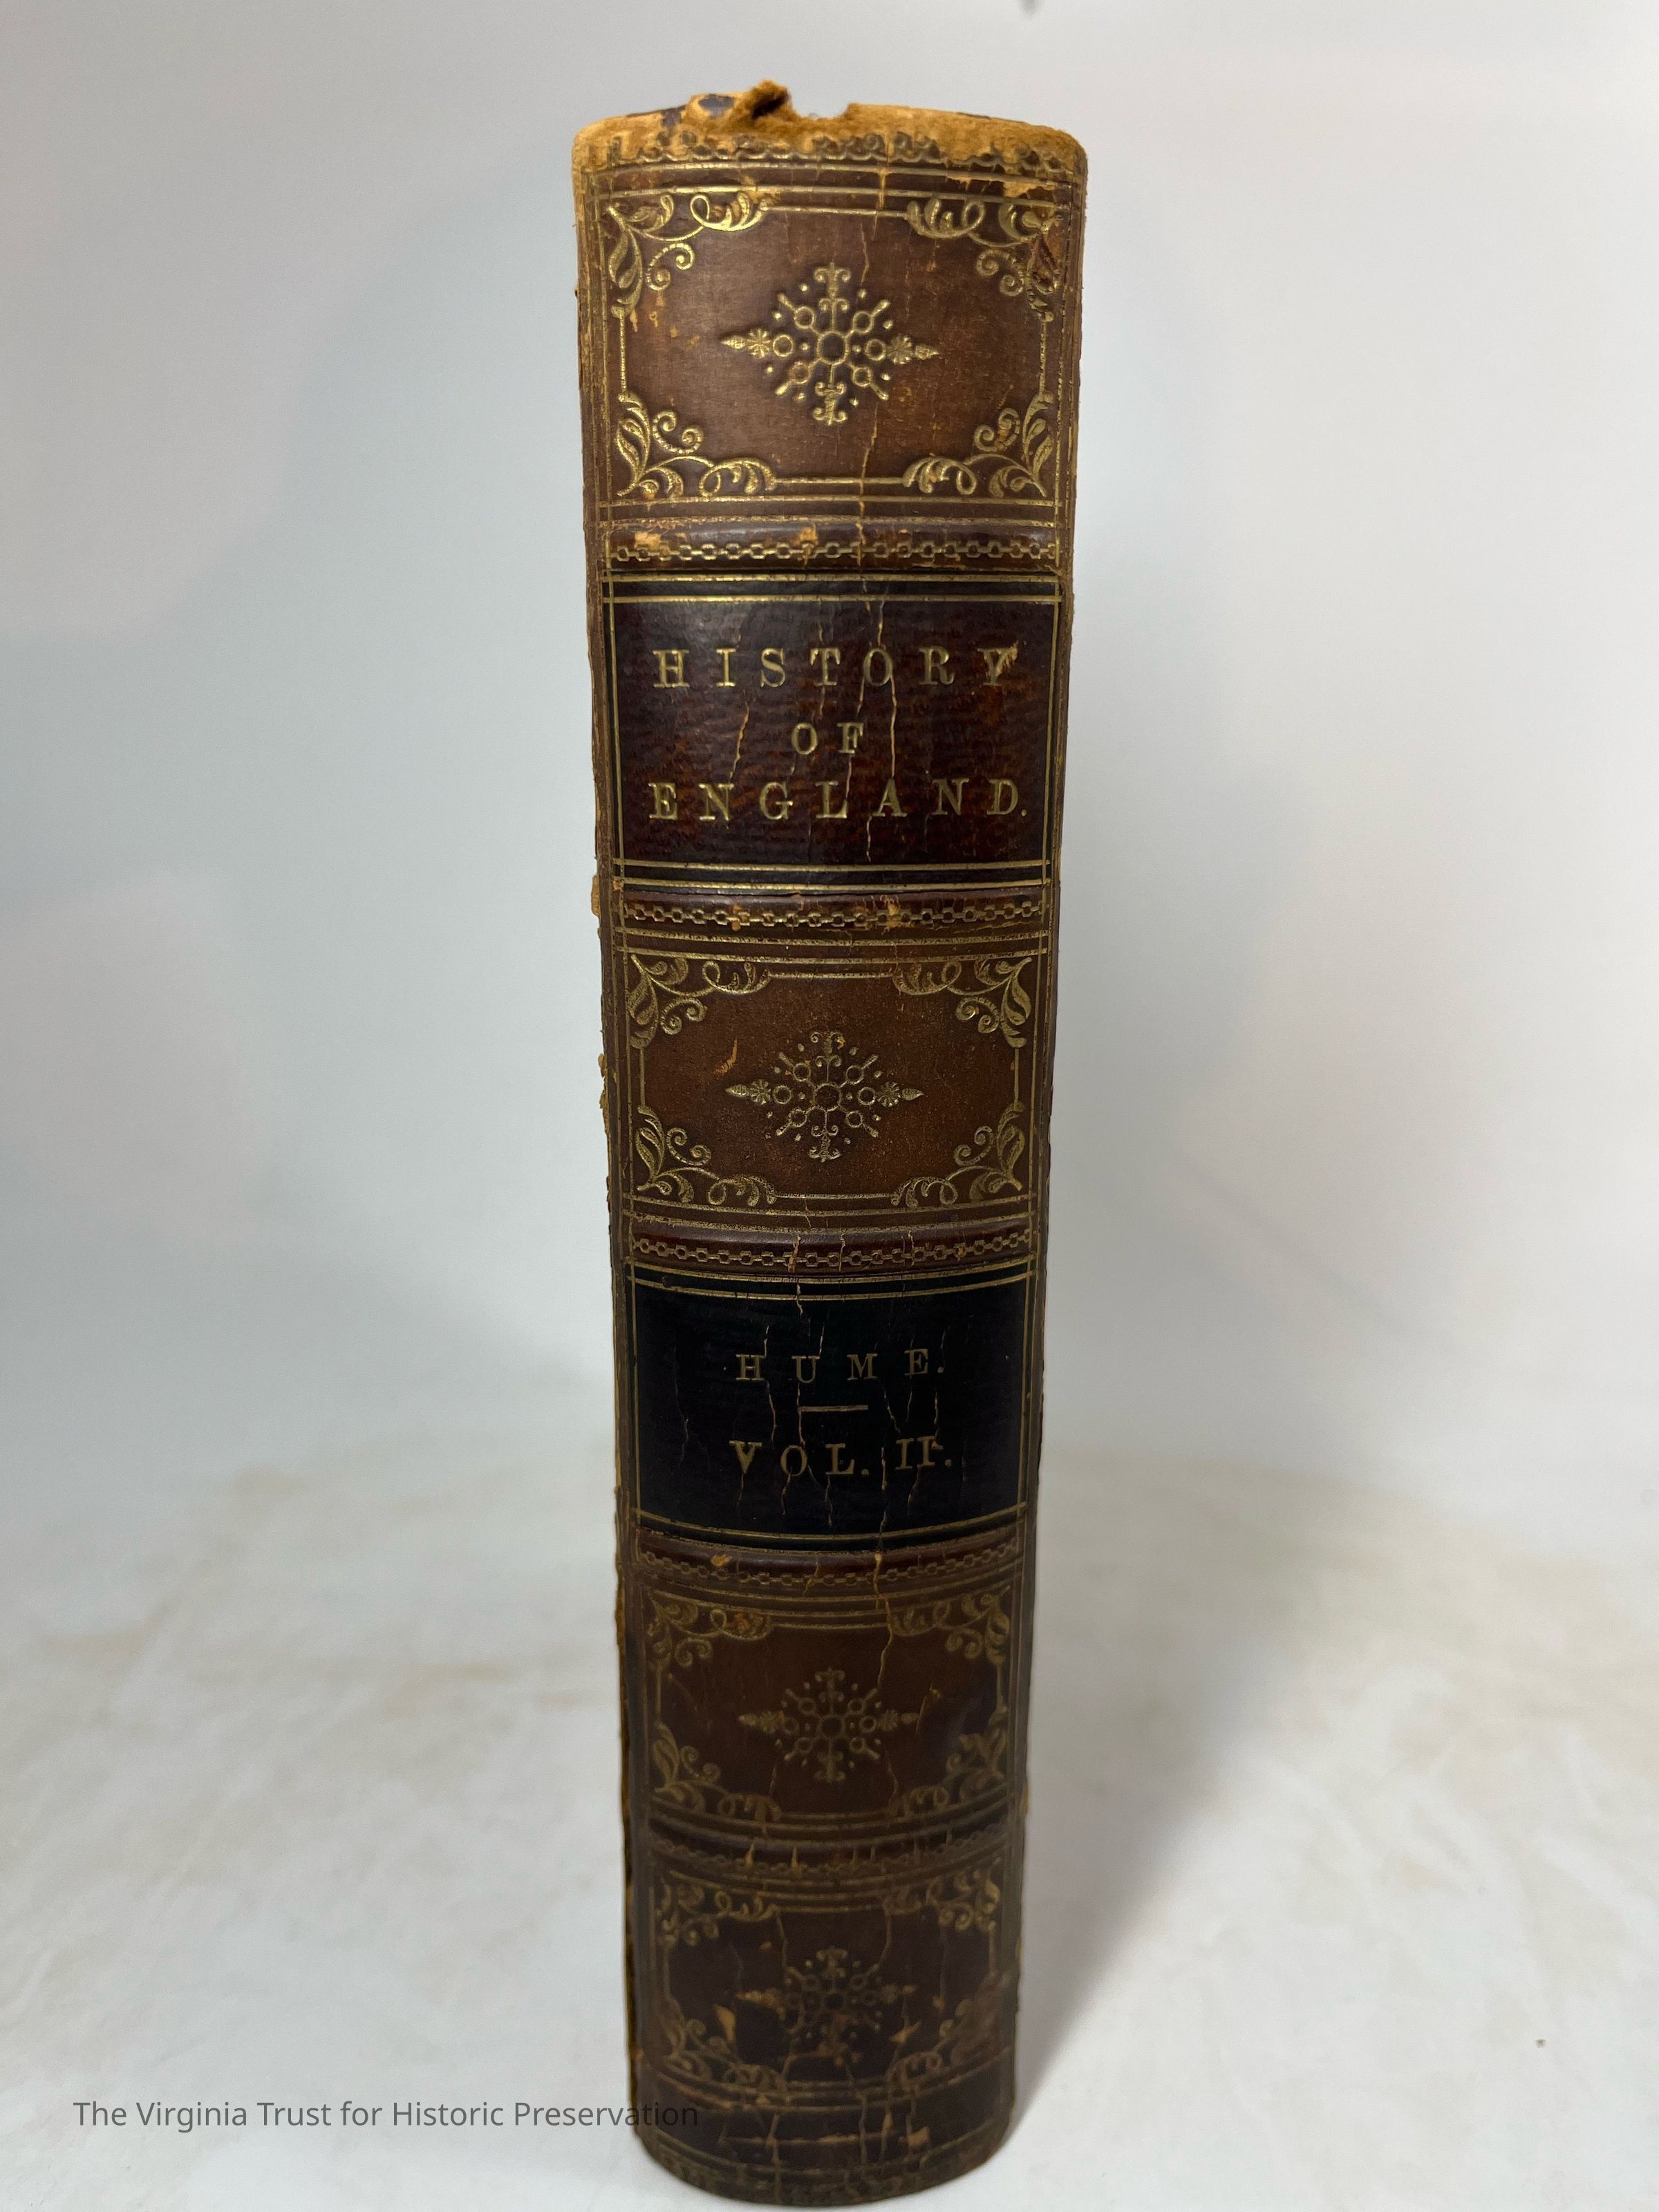 HISTORY
OF
ENGLAND.
HUME.
VOL. II.
The Virginia Trust for Historic Preservation